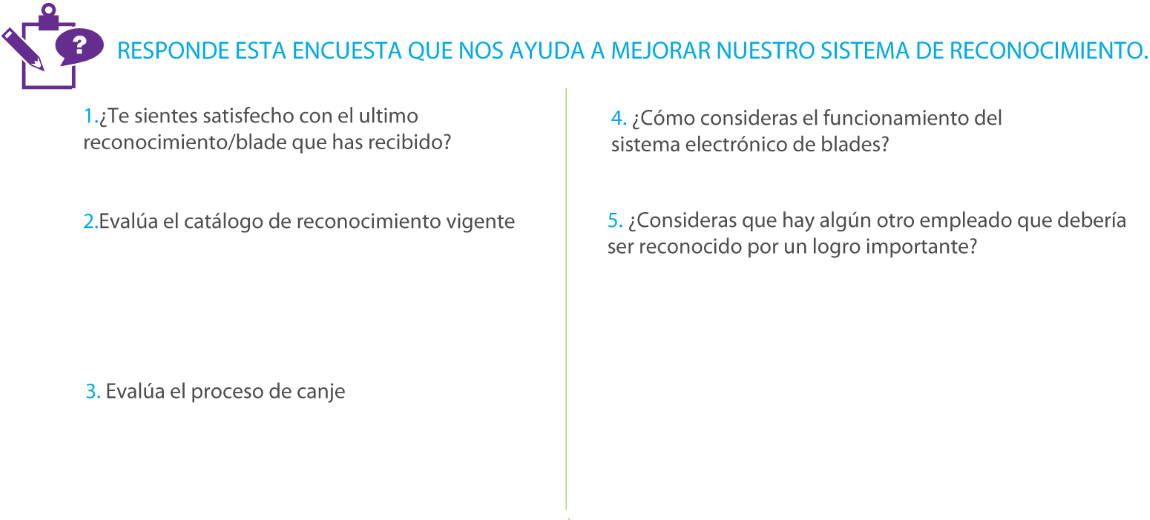 ?
RESPONDE ESTA ENCUESTA QUE NOS AYUDA A MEJORAR NUESTRO SISTEMA DE RECONOCIMIENTO.
1.¿Te sientes satisfecho con el ultimo
reconocimiento/blade que has recibido?
2.Evalúa el catálogo de reconocimiento vigente
3. Evalúa el proceso de canje
4. ¿Cómo consideras el funcionamiento del
sistema electrónico de blades?
5. ¿Consideras que hay algún otro empleado que debería
ser reconocido por un logro importante?